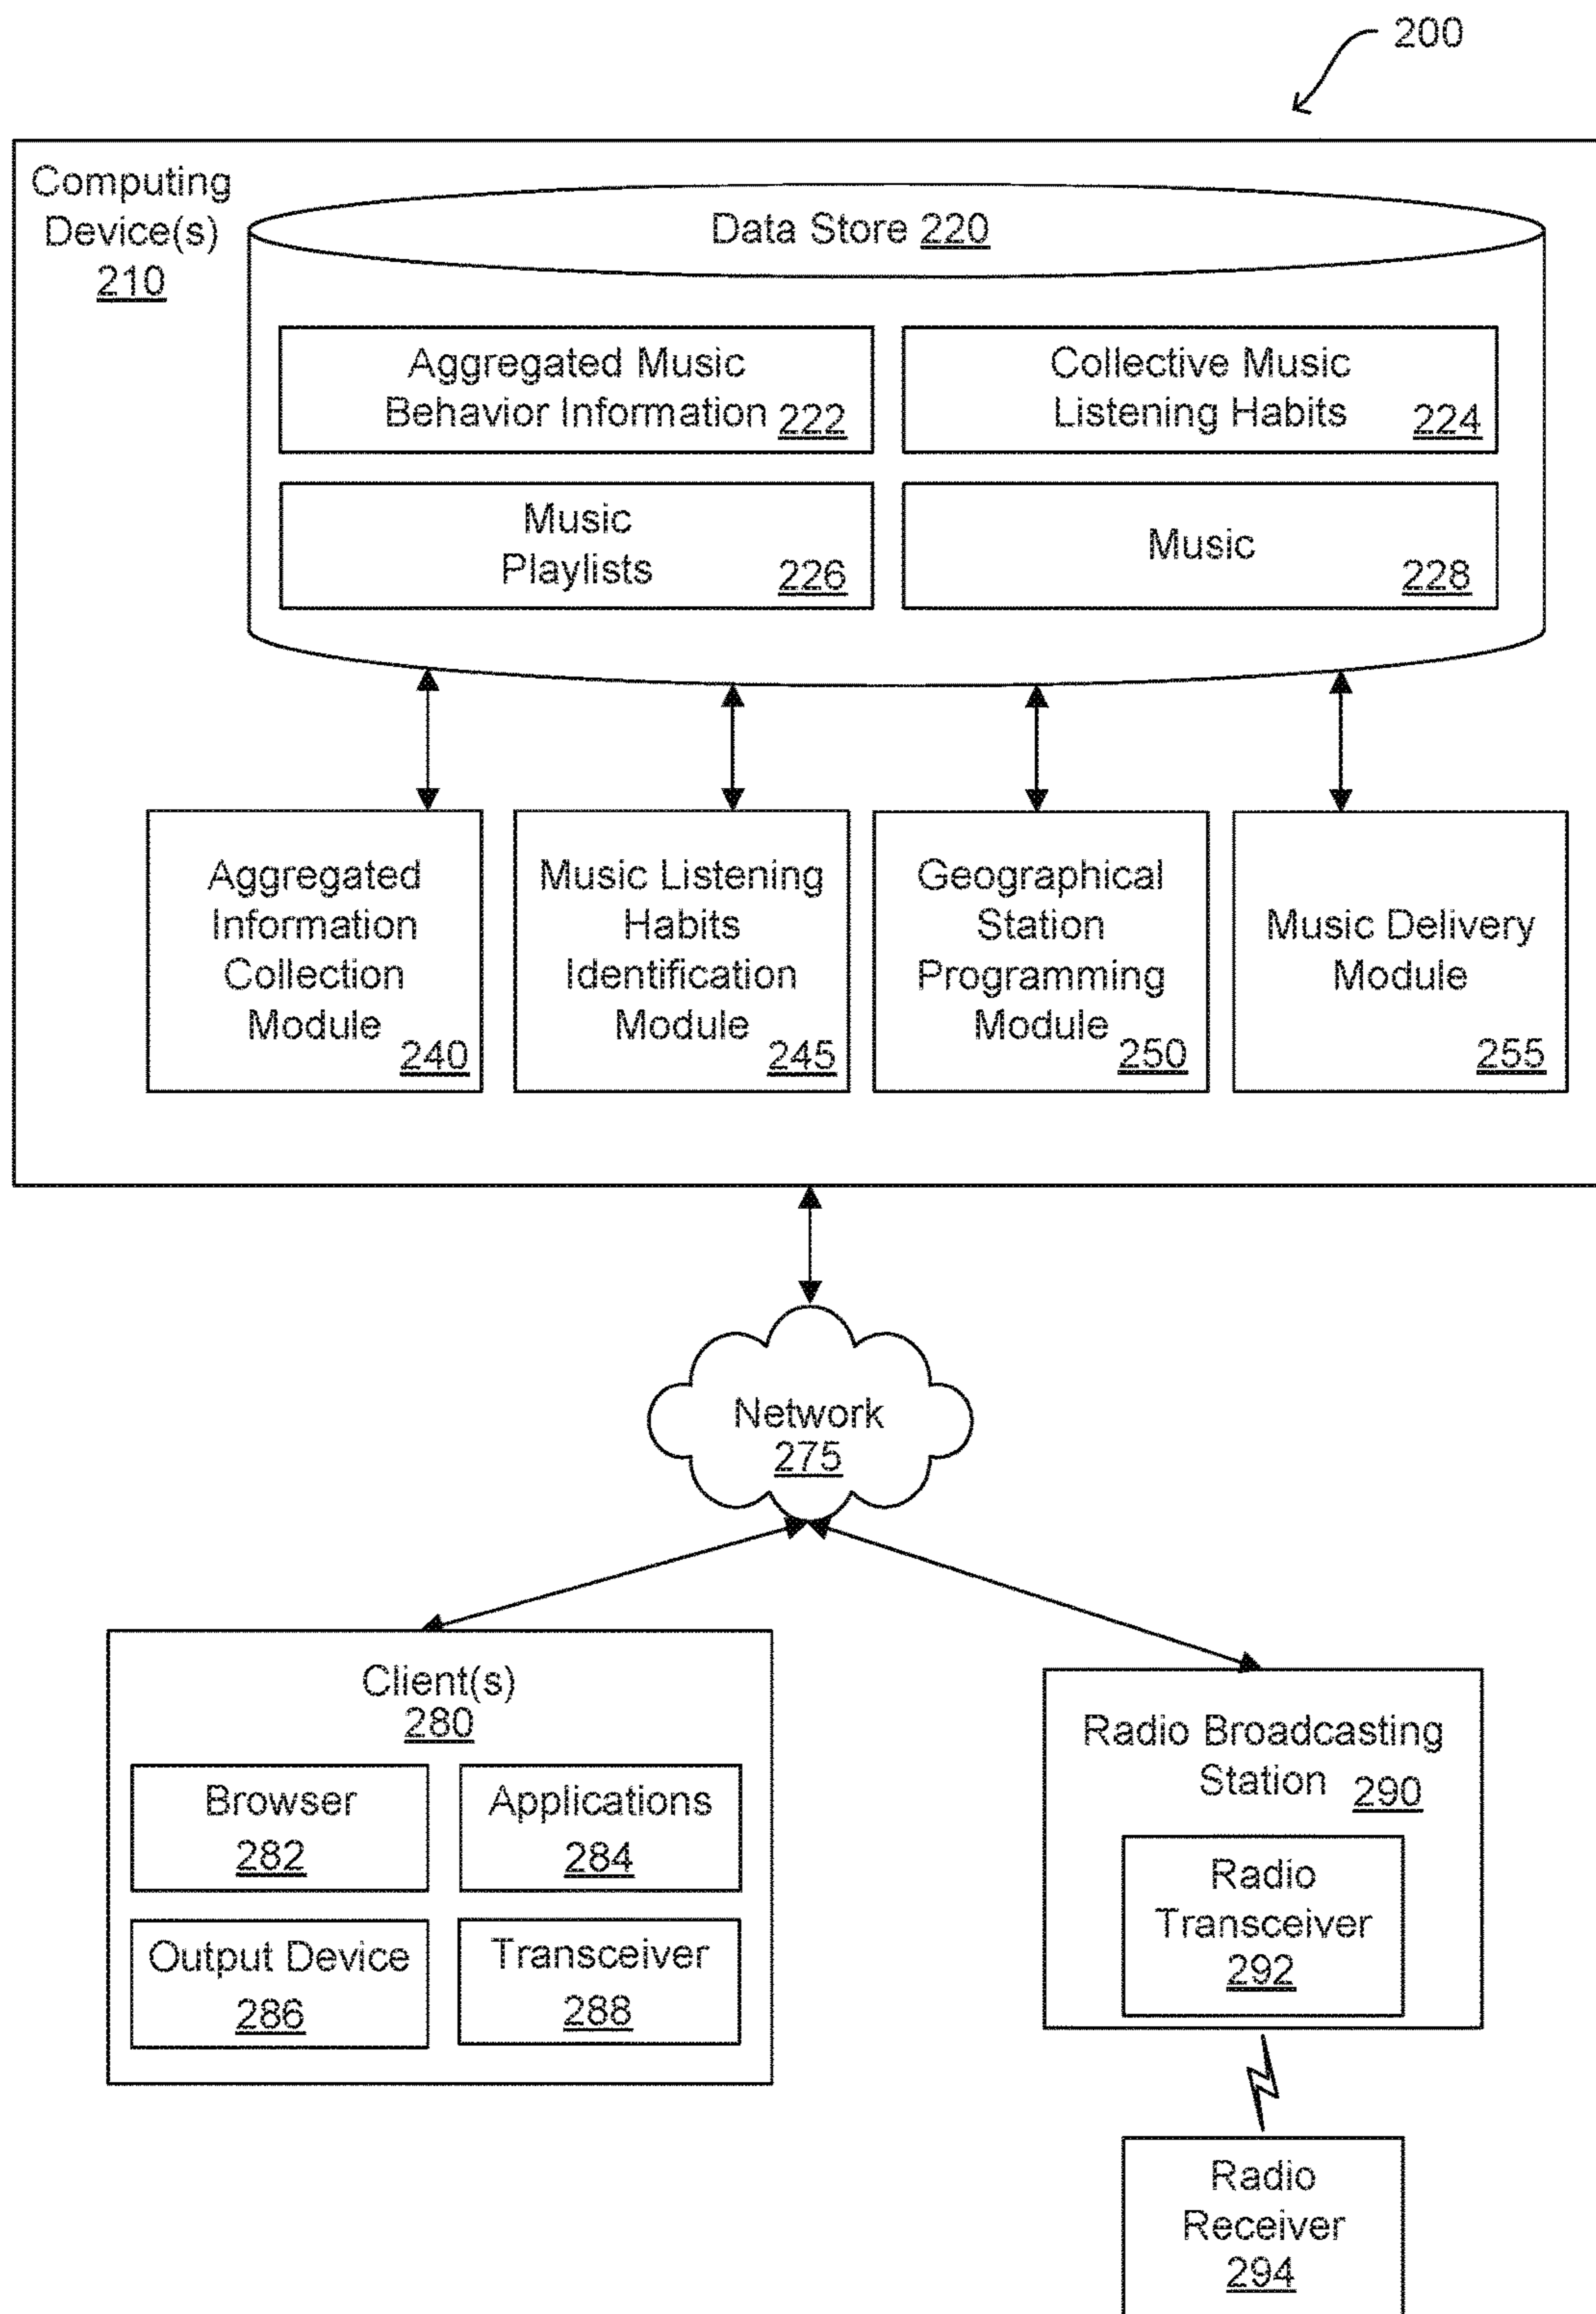 200
Computing
Device(s)
210
Data Store 220
Aggregated Music
Behavior Information 222
Collective Music
Listening Habits 224
Music
Playlists 226
Music
228
Aggregated
Information
Collection
Module 240
Music Listening
Habits
Identification
Module 245
Geographical
Station
Programming
Module 250
Music Delivery
Module
255
Network
275
Client(s)
280
Browser
282
Applications
284
Output Device
286
Transceiver
288
Radio Broadcasting
Station 290
Radio
Transceiver
292
Radio
Receiver
294